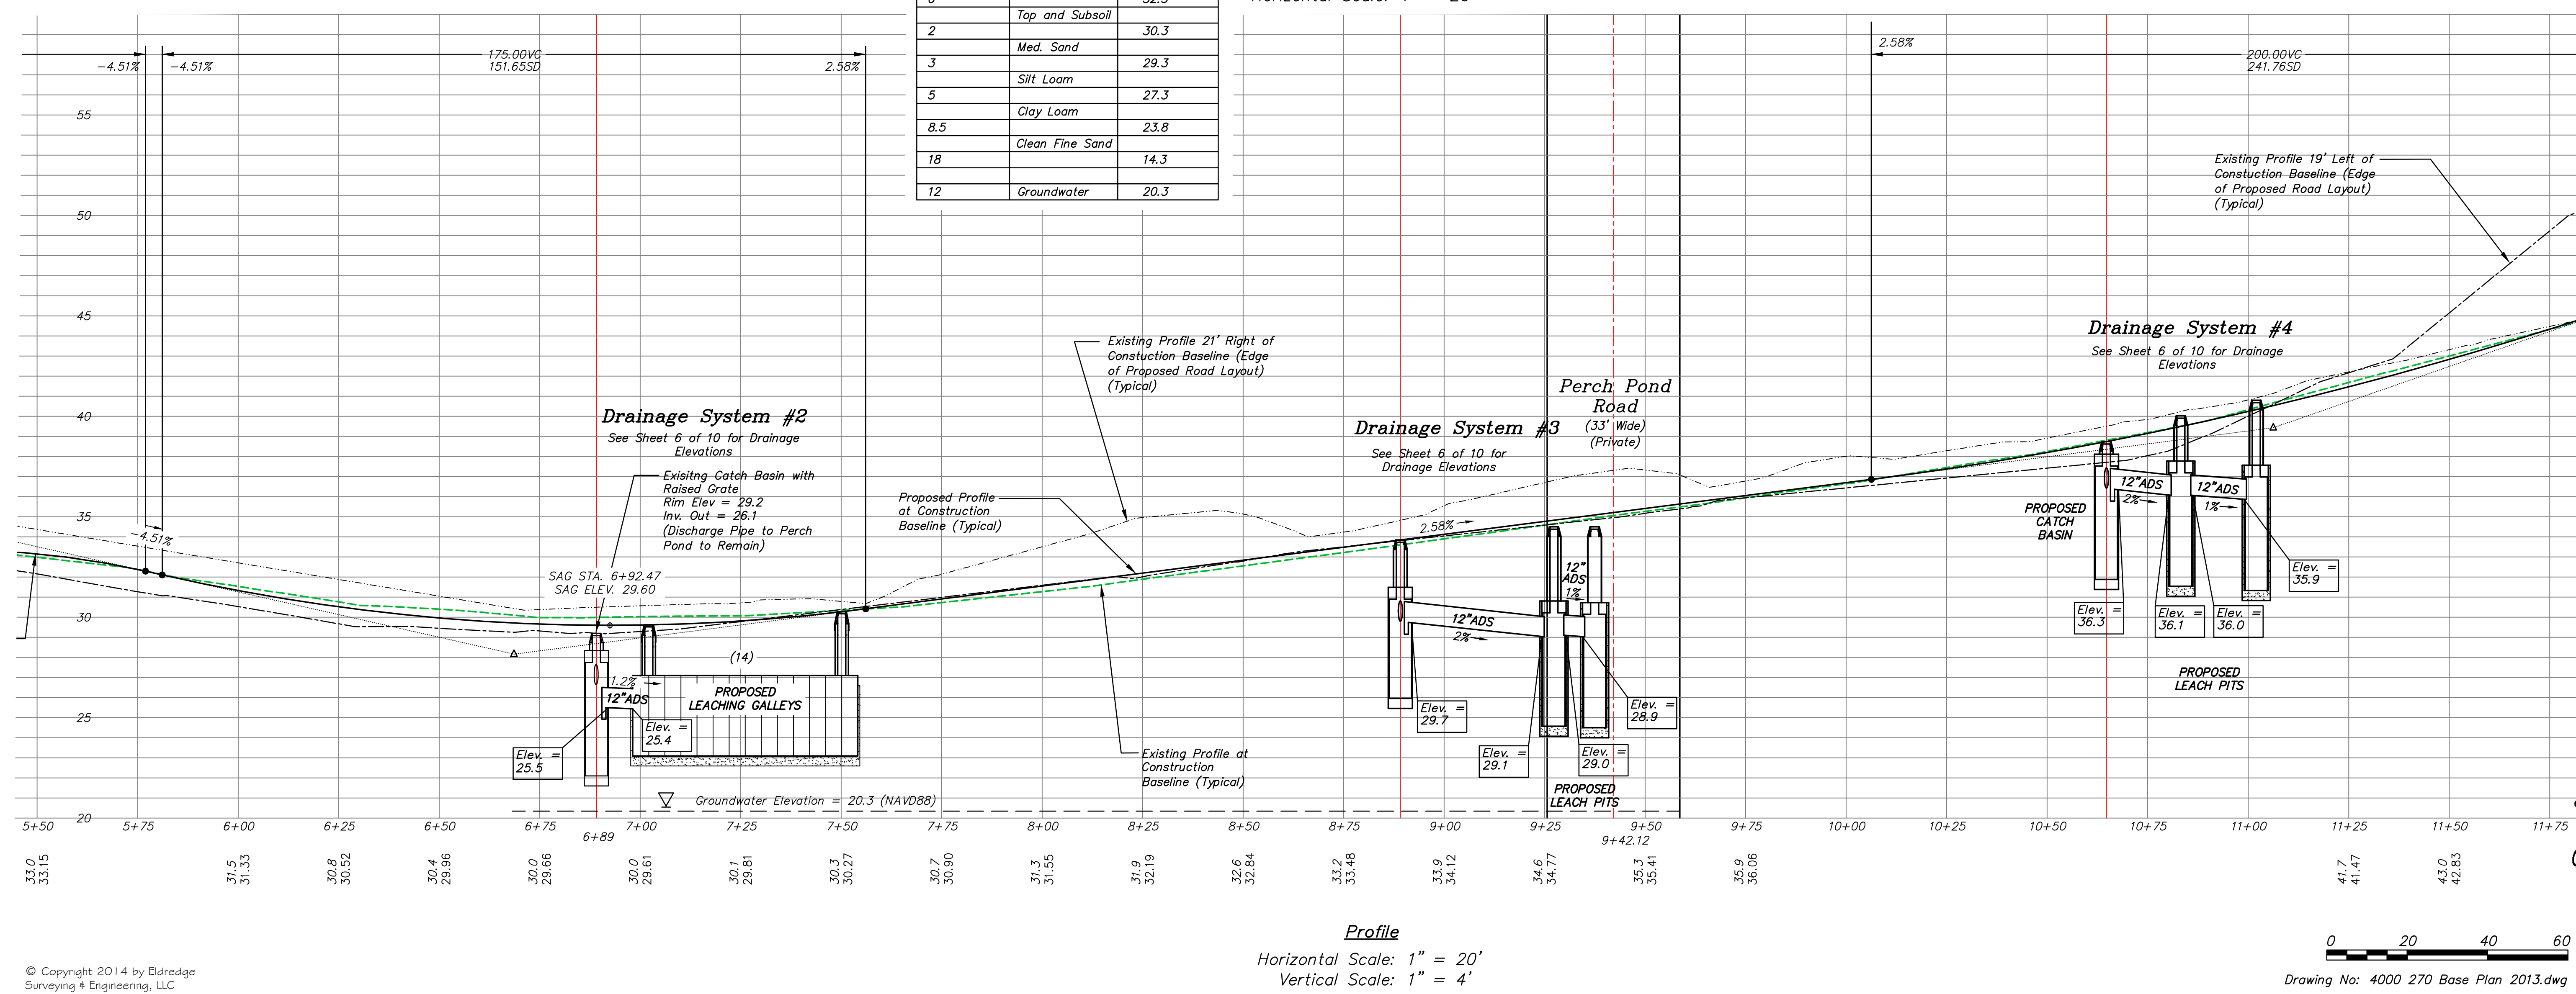 Top and Subsoil
2 30.3
Med. Sand
3 29.3
Silt Loam
5 27.3
Clay Loam
8.5 23.8
Clean Fine Sand
18 14.3
12 Groundwater 20.3
-4.51%
-4.51%
175.00VC
151.65SD
2.58%
2.58%
200.00VC
241.76SD
55
50
45
40
35
30
25
20
Existing Profile 19' Left of
Constuction Baseline (Edge
of Proposed Road Layout)
(Typical)
Existing Profile 21' Right of
Constuction Baseline (Edge
of Proposed Road Layout)
(Typical)
Drainage System #4
See Sheet 6 of 10 for Drainage
Elevations
Perch Pond
Road
(33' Wide)
(Private)
Drainage System #2
See Sheet 6 of 10 for Drainage
Elevations
Drainage System #3
See Sheet 6 of 10 for
Drainage Elevations
Exisitng Catch Basin with
Raised Grate
Rim Elev = 29.2
Inv. Out = 26.1
(Discharge Pipe to Perch
Pond to Remain)
Proposed Profile
at Construction
Baseline (Typical)
-4.51%
SAG STA. 6+92.47
SAG ELEV. 29.60
2.58%
PROPOSED
CATCH
BASIN
12"ADS
2%
12"ADS
1%
Elev. =
35.9
Elev. =
36.3
Elev. =
36.1
Elev. =
36.0
PROPOSED
LEACH PITS
12"
ADS
1%
12"ADS
2%
Elev. =
29.7
Elev. =
28.9
Elev. =
29.1
Elev. =
29.0
PROPOSED
LEACH PITS
(14)
1.2%
12"ADS
PROPOSED
LEACHING GALLEYS
Elev. =
25.4
Elev. =
25.5
Existing Profile at
Construction
Baseline (Typical)
Groundwater Elevation = 20.3 (NAVD88)
5+50 5+75 6+00 6+25 6+50 6+75 7+00 7+25 7+50 7+75 8+00 8+25 8+50 8+75 9+00 9+25 9+50 9+75 10+00 10+25 10+50 10+75 11+00 11+25 11+50 11+75
6+89
9+42.12
33.0
33.15
31.5
31.33
30.8
30.52
30.4
29.96
30.0
29.66
30.0
29.61
30.1
29.81
30.3
30.27
30.7
30.90
31.3
31.55
31.9
32.19
32.6
32.84
33.2
33.48
33.9
34.12
34.6
34.77
35.3
35.41
35.9
36.06
41.7
41.47
43.0
42.83
Profile
Horizontal Scale: 1" = 20'
Vertical Scale: 1" = 4'
0 20 40 60
Drawing No: 4000 270 Base Plan 2013.dwg
© Copyright 2014 by Eldredge
Surveying & Engineering, LLC